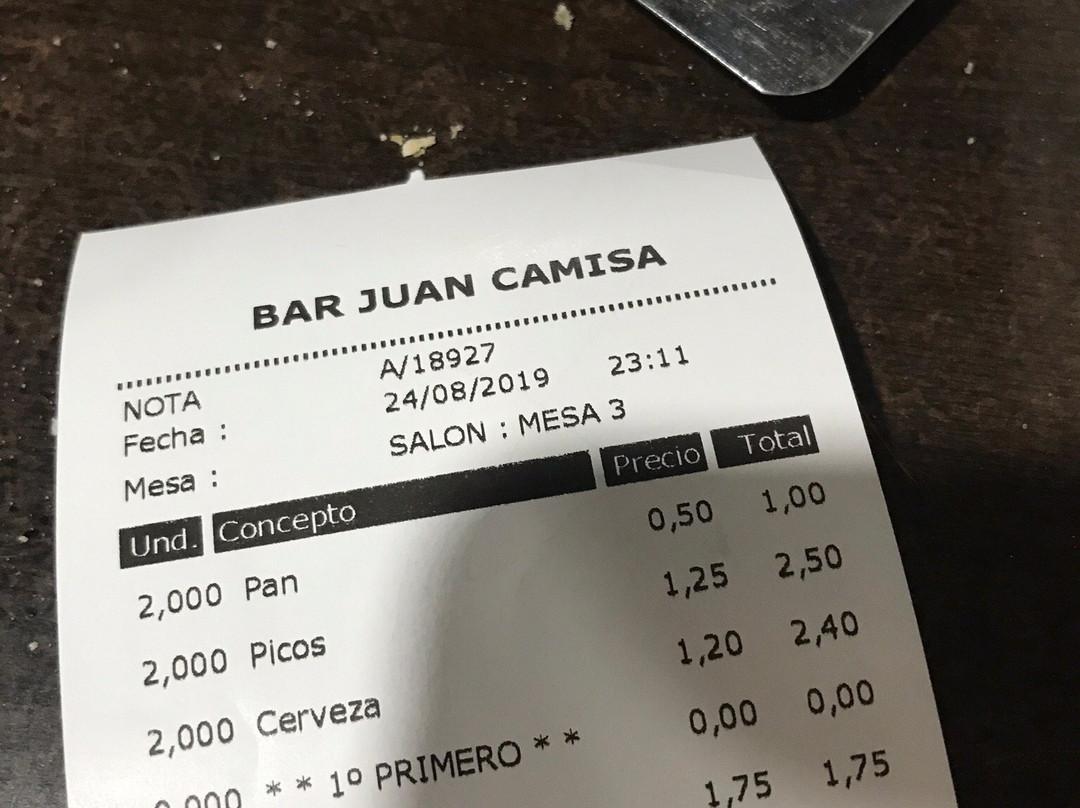 BAR JUAN CAMISA
NOTA A/18927
Fecha : 24/08/2019 23:11
Mesa : SALON : MESA 3
Und. Concepto Precio Total
2,000 Pan 0,50 1,00
2,000 Picos 1,25 2,50
2,000 Cerveza 1,20 2,40
0,000 * * 1º PRIMERO * * 0,00 0,00
1,75 1,75